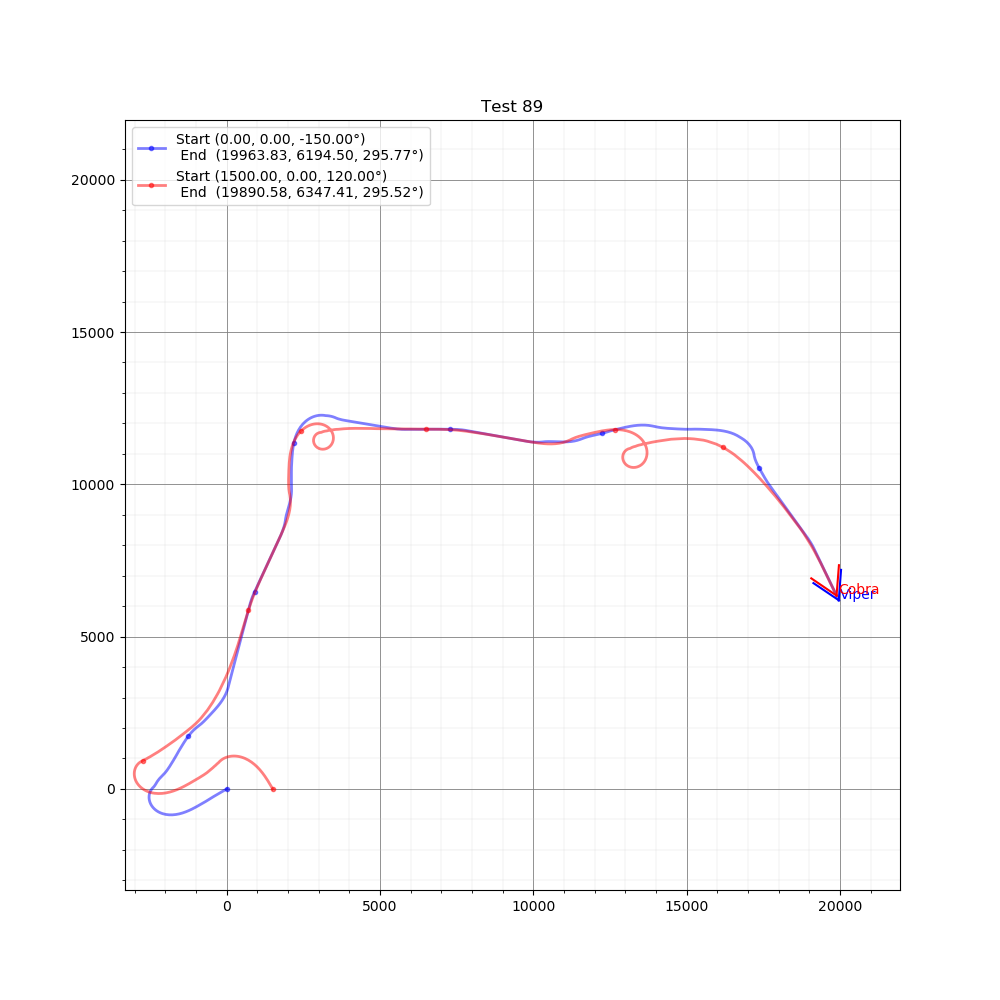 Test 89
Start (0.00, 0.00, -150.00°)
End  (19963.83, 6194.50, 295.77°)
Start (1500.00, 0.00, 120.00°)
End  (19890.58, 6347.41, 295.52°)
20000
15000
10000
5000
0
Cobra
Viper
0
5000
10000
15000
20000